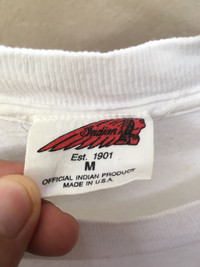 Indian
Est. 1901
M
OFFICIAL INDIAN PRODUCT
MADE IN U.S.A.